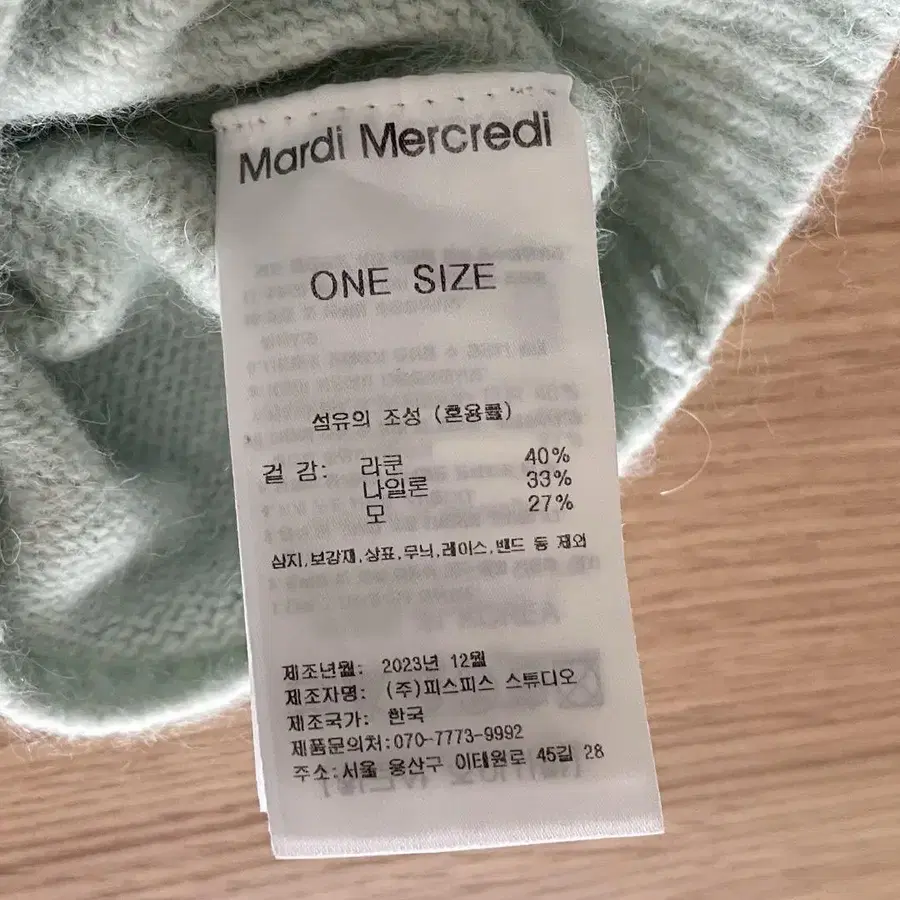 Mardi Mercredi
ONE SIZE
섬유의 조성 (혼용률)
겉 감: 라쿤 40%
나일론 33%
모 27%
심지,보강재,상표,무늬,레이스,밴드 등 제외
제조년월: 2023년 12월
제조자명: (주)피스피스 스튜디오
제조국가: 한국
제품문의처:070-7773-9992
주소:서울 용산구 이태원로 45길 28